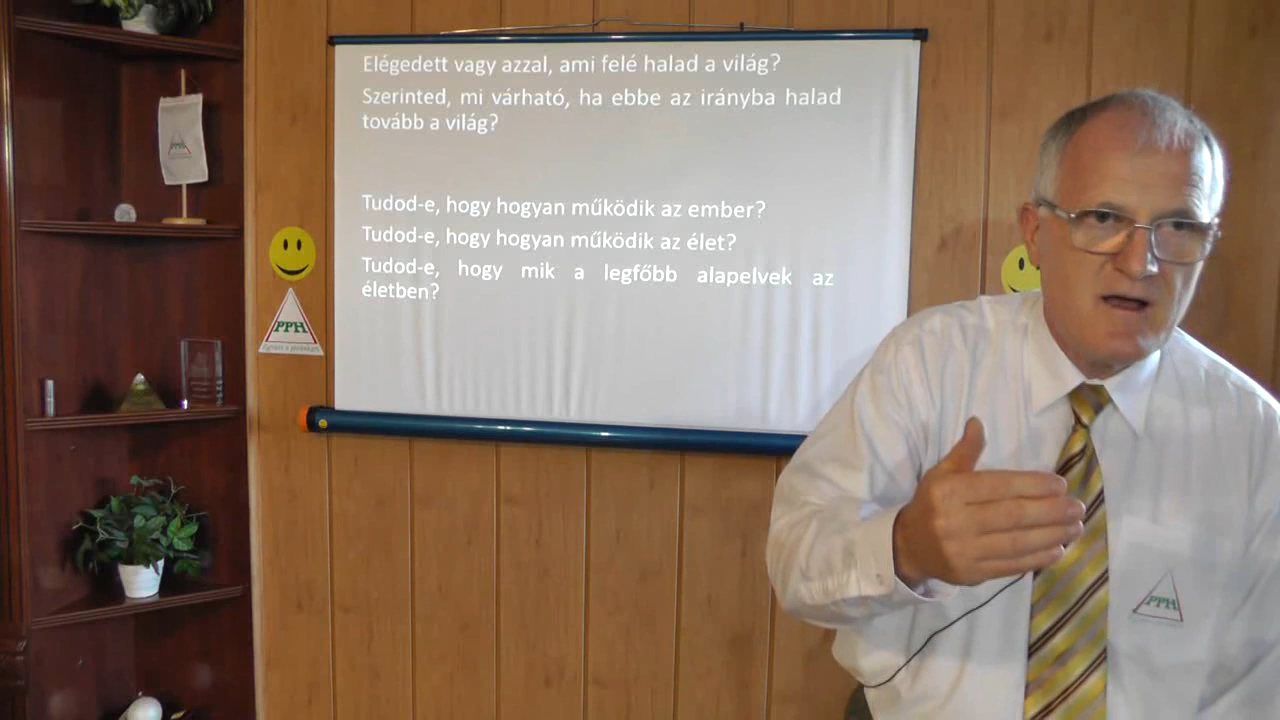 Elégedett vagy azzal, ami felé halad a világ?
Szerinted, mi várható, ha ebbe az irányba halad
tovább a világ?
Tudod-e, hogy hogyan működik az ember?
Tudod-e, hogy hogyan működik az élet?
Tudod-e, hogy mik a legfőbb alapelvek az
életben?
PPH
PPH